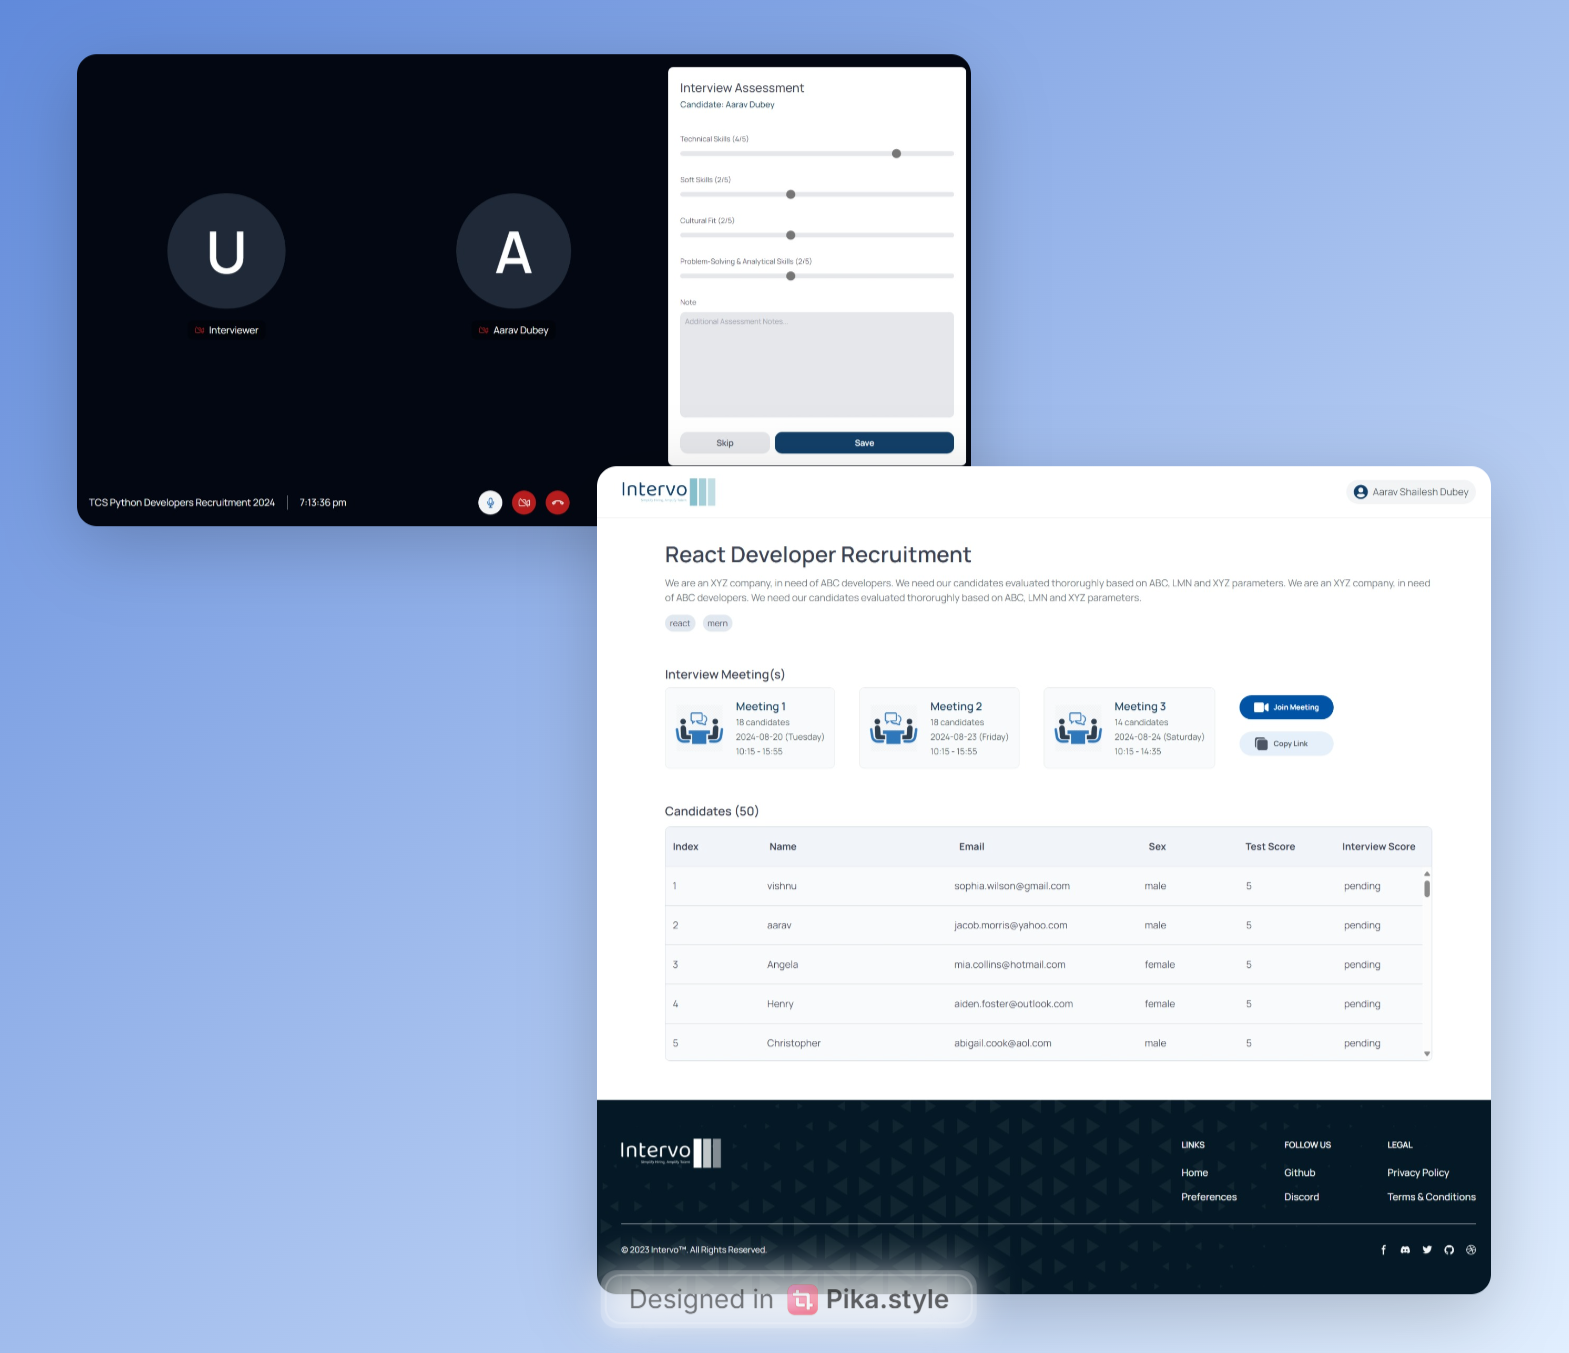 Interview Assessment
Candidate: Aarav Dubey
Technical Skills (4/5)
Soft Skills (2/5)
Cultural Fit (2/5)
Problem-Solving & Analytical Skills (2/5)
Note
Additional Assessment Notes...
Skip
Save
U
A
Interviewer
Aarav Dubey
TCS Python Developers Recruitment 2024
7:13:36 pm
Intervo
Aarav Shailesh Dubey
React Developer Recruitment
We are an XYZ company, in need of ABC developers. We need our candidates evaluated thororughly based on ABC, LMN and XYZ parameters. We are an XYZ company, in need
of ABC developers. We need our candidates evaluated thororughly based on ABC, LMN and XYZ parameters.
react mern
Interview Meeting(s)
Meeting 1
18 candidates
2024-08-20 (Tuesday)
10:15 - 15:55
Meeting 2
18 candidates
2024-08-23 (Friday)
10:15 - 15:55
Meeting 3
14 candidates
2024-08-24 (Saturday)
10:15 - 14:35
Join Meeting
Copy Link
Candidates (50)
Index Name Email Sex Test Score Interview Score
1 vishnu sophia.wilson@gmail.com male 5 pending
2 aarav jacob.morris@yahoo.com male 5 pending
3 Angela mia.collins@hotmail.com female 5 pending
4 Henry aiden.foster@outlook.com female 5 pending
5 Christopher abigail.cook@aol.com male 5 pending
Intervo
LINKS
Home
Preferences
FOLLOW US
Github
Discord
LEGAL
Privacy Policy
Terms & Conditions
© 2023 Intervo™. All Rights Reserved.
Designed in Pika.style